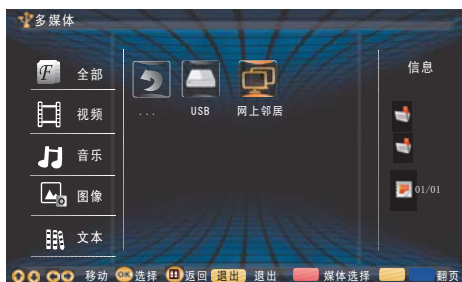 多媒体
F 全部
视频
音乐
图像
文本
... USB 网上邻居
信息
01/01
移动 OK 选择 返回 退出 退出 媒体选择 翻页